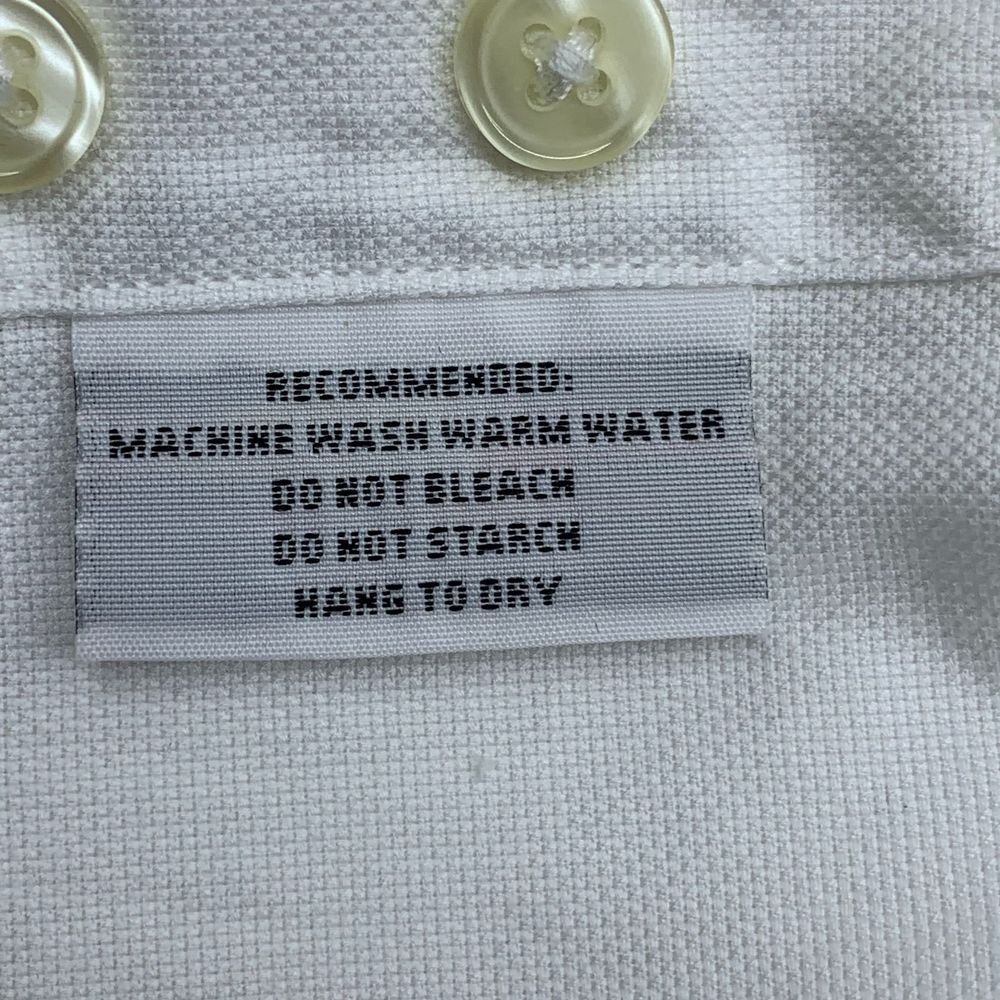 RECOMMENDED:
MACHINE WASH WARM WATER
DO NOT BLEACH
DO NOT STARCH
HANG TO DRY